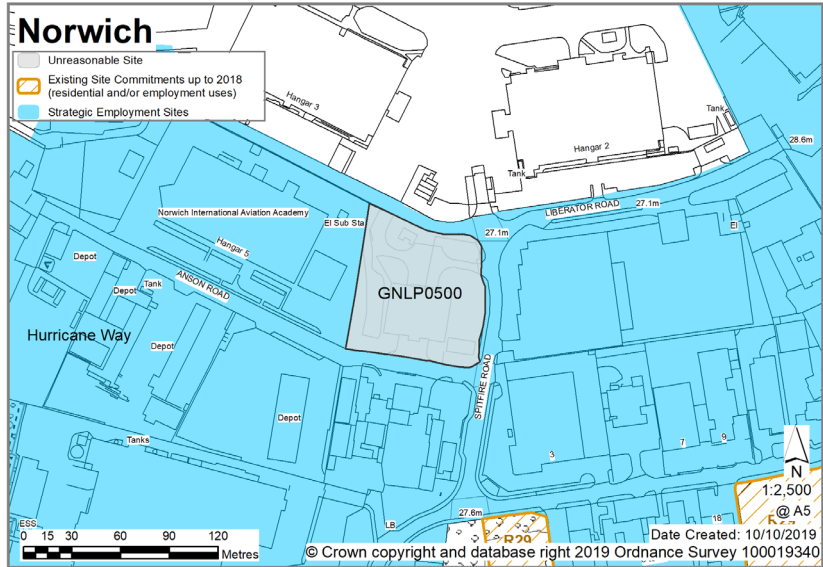 Norwich
Unreasonable Site
Existing Site Commitments up to 2018
(residential and/or employment uses)
Strategic Employment Sites
Hangar 3
Hangar 2
Tank
Tank
28.6m
LIBERATOR ROAD
27.1m
27.1m
El
Norwich International Aviation Academy
El Sub Sta
Hangar 5
ANSON ROAD
Depot
Depot
Tank
GNLP0500
Hurricane Way
Depot
Depot
SPITFIRE ROAD
Tanks
3
7
9
N
1:2,500
@ A5
27.6m
18
R29
LB
ESS
0 15 30 60 90 120
Metres
Date Created: 10/10/2019
© Crown copyright and database right 2019 Ordnance Survey 100019340